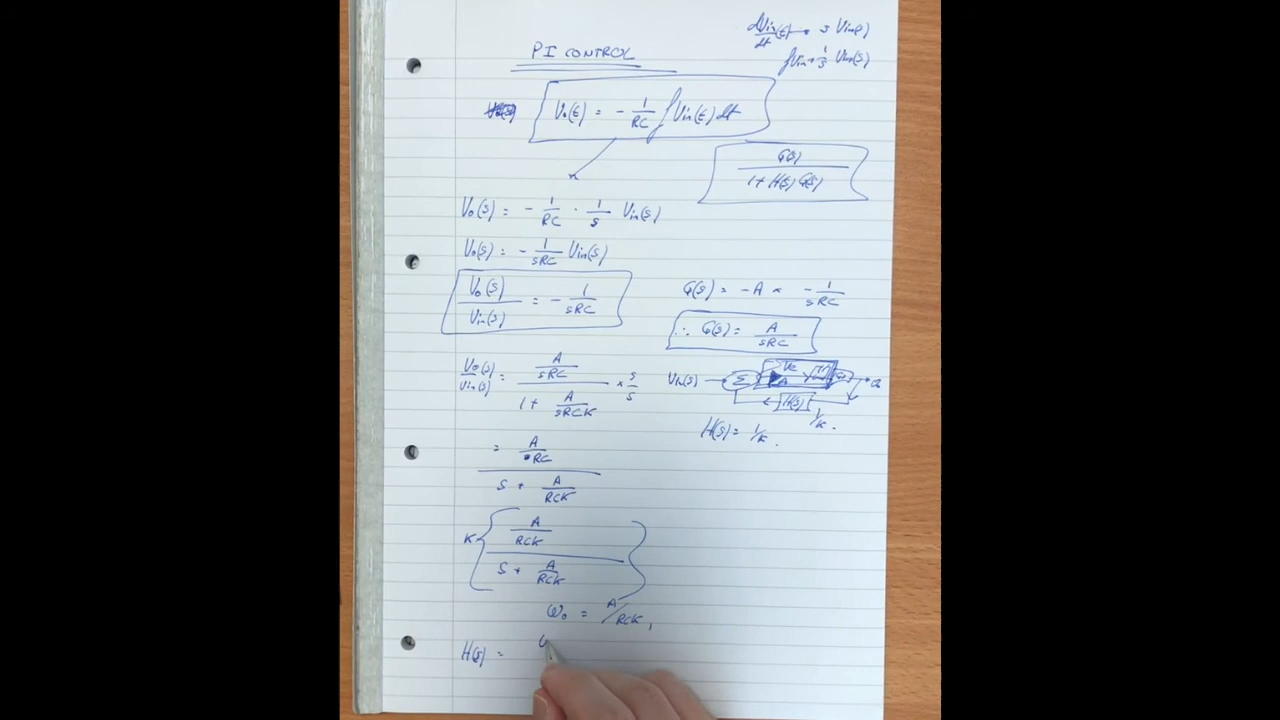 dVin(t)/dt → s Vin(s)
∫Vin → 1/s Vin(s)
PI CONTROL
Vo(t) = - 1/RC ∫Vin(t) dt
G(s) / 1 + H(s) G(s)
Vo(s) = - 1/RC · 1/s Vin(s)
Vo(s) = - 1/sRC Vin(s)
Vo(s)/Vin(s) = - 1/sRC
G(s) = -A × - 1/sRC
∴ G(s) = A/sRC
Vo(s)/Vin(s) = A/sRC / 1 + A/sRCK × s/s
VIN(s) Σ
H(s) 1/K.
H(s) = 1/K.
= A/RC / s + A/RCK
K { A/RCK / s + A/RCK }
ω₀ = A/RCK,
H(s) =